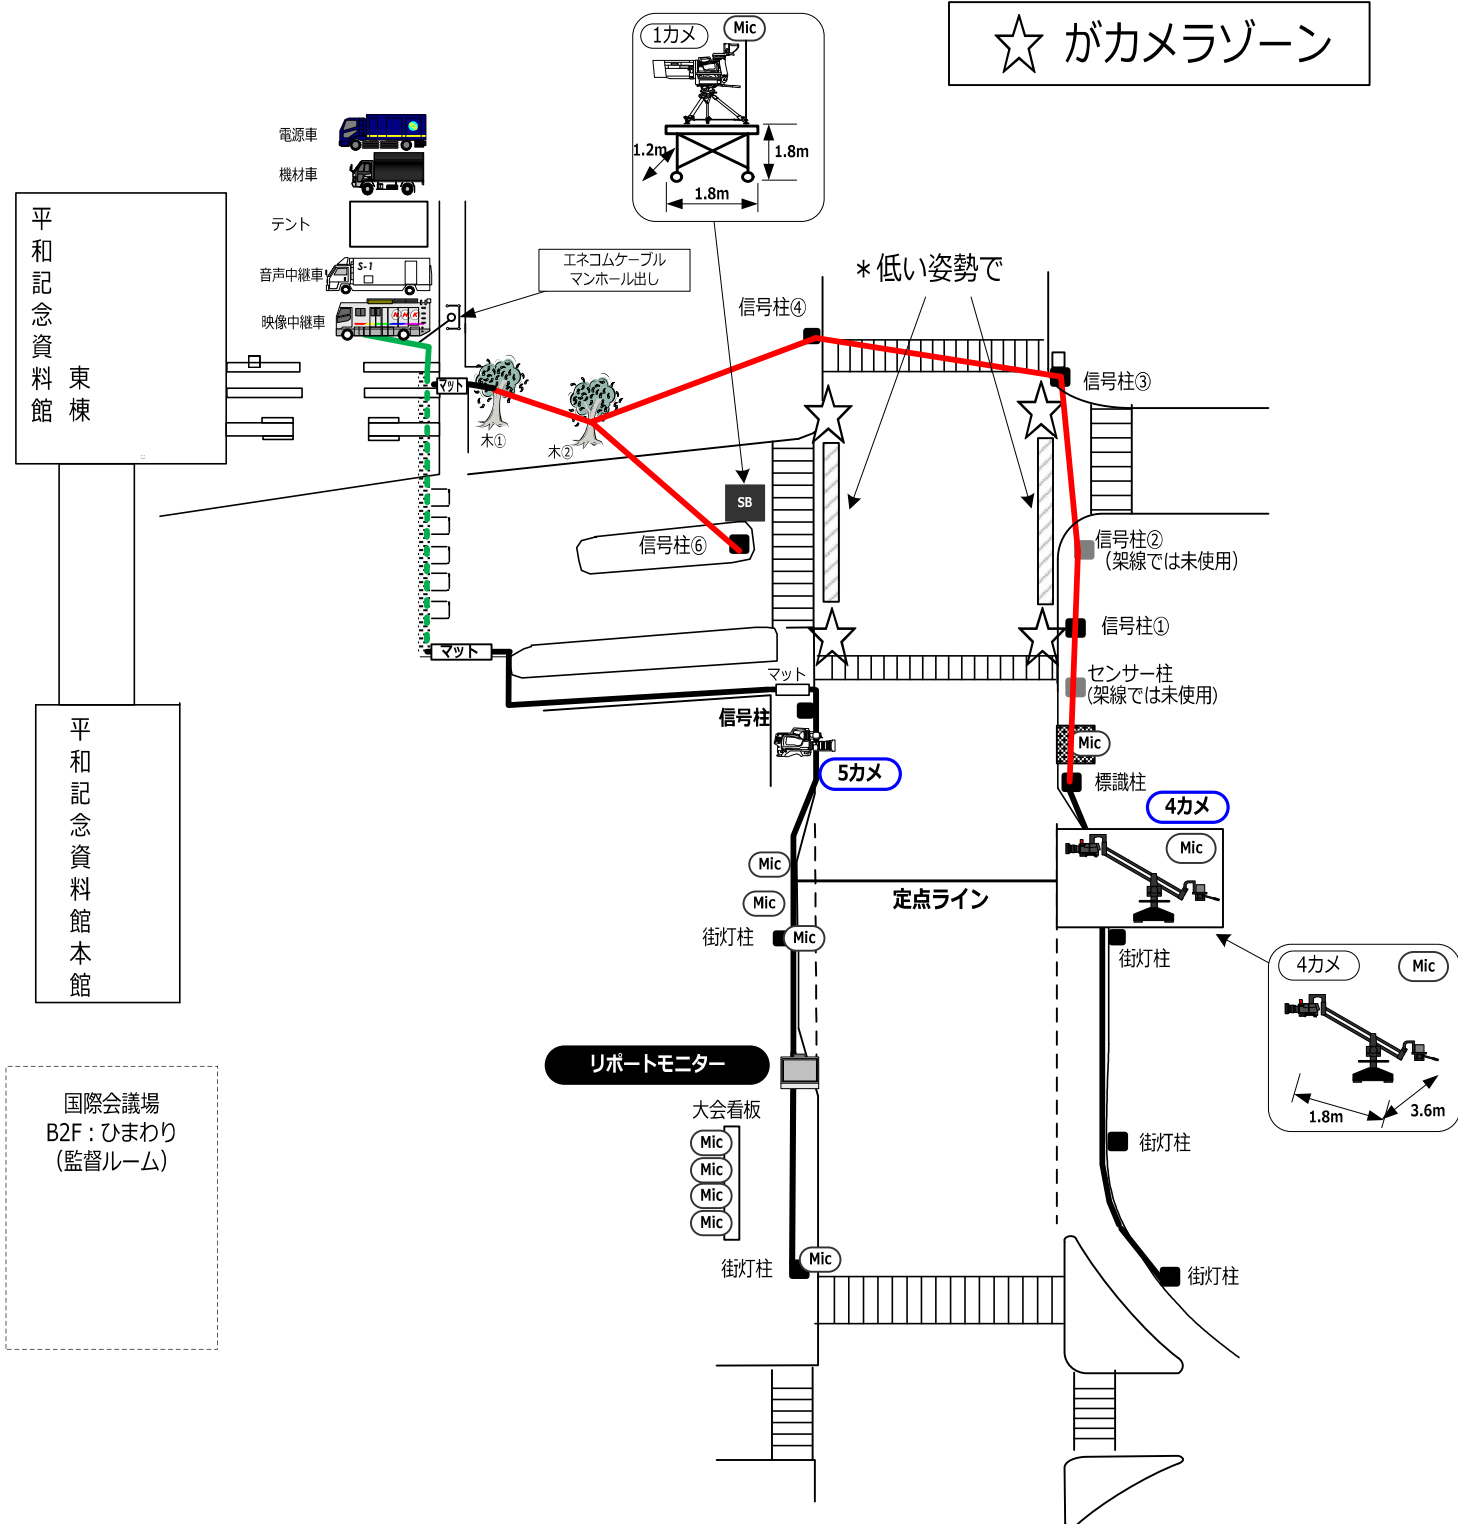 ☆ がカメラゾーン
1カメ
Mic
1.2m
1.8m
1.8m
電源車
機材車
テント
音声中継車
S-1
映像中継車
NHK
エネコムケーブル
マンホール出し
平和記念資料館
東棟
マット
木①
木②
信号柱④
＊低い姿勢で
信号柱③
SB
信号柱⑥
信号柱②
(架線では未使用)
信号柱①
マット
マット
信号柱
センサー柱
(架線では未使用)
Mic
標識柱
5カメ
4カメ
Mic
平和記念資料館本館
Mic
Mic
定点ライン
街灯柱
Mic
街灯柱
4カメ
Mic
1.8m
3.6m
リポートモニター
国際会議場
B2F：ひまわり
(監督ルーム)
大会看板
Mic
Mic
Mic
Mic
街灯柱
街灯柱
Mic
街灯柱